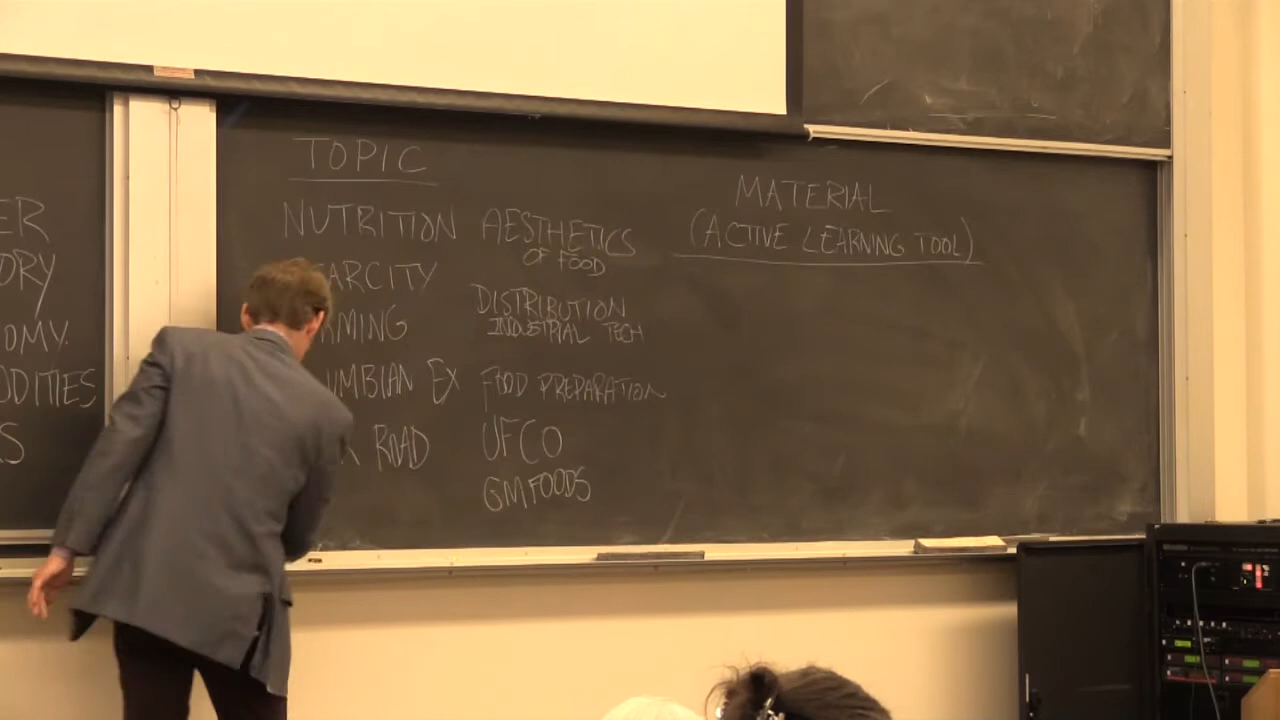 TOPIC
NUTRITION
ARCITY
MING
UMBIAN EX
ROAD
AESTHETICS
OF FOOD
DISTRIBUTION
INDUSTRIAL TECH
FOOD PREPARATION
UFCO
GM FOODS
MATERIAL
(ACTIVE LEARNING TOOL)
ER
ORY
OMY.
ODITIES
S